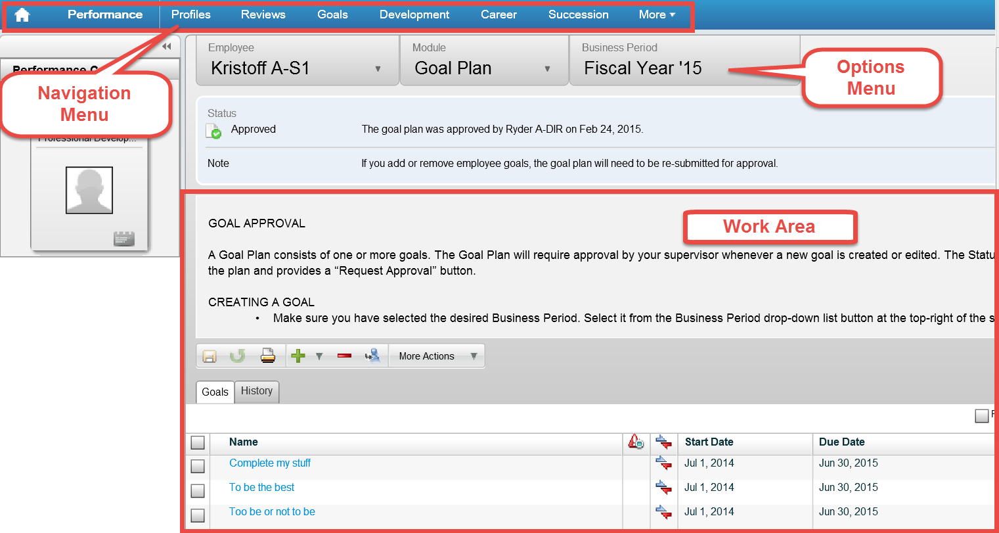 Performance Profiles Reviews Goals Development Career Succession More
Employee Module Business Period
Kristoff A-S1 Goal Plan Fiscal Year '15
Options
Menu
Performance
Navigation
Menu
Professional Develop...
Status
Approved The goal plan was approved by Ryder A-DIR on Feb 24, 2015.
Note If you add or remove employee goals, the goal plan will need to be re-submitted for approval.
Work Area
GOAL APPROVAL
A Goal Plan consists of one or more goals. The Goal Plan will require approval by your supervisor whenever a new goal is created or edited. The Statu
the plan and provides a “Request Approval” button.
CREATING A GOAL
• Make sure you have selected the desired Business Period. Select it from the Business Period drop-down list button at the top-right of the s
More Actions
Goals History
Name Start Date Due Date
Complete my stuff Jul 1, 2014 Jun 30, 2015
To be the best Jul 1, 2014 Jun 30, 2015
Too be or not to be Jul 1, 2014 Jun 30, 2015